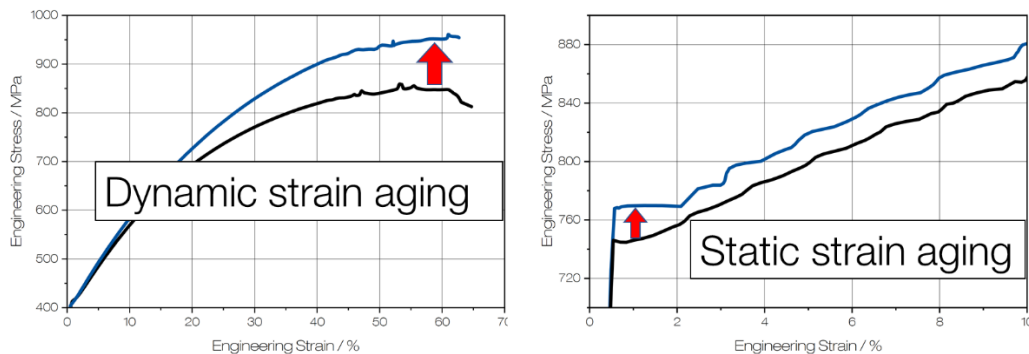 Engineering Stress / MPa
1000
900
800
700
600
500
400
Dynamic strain aging
0 10 20 30 40 50 60 70
Engineering Strain / %
Engineering Stress / MPa
880
840
800
760
720
Static strain aging
0 2 4 6 8 10
Engineering Strain / %